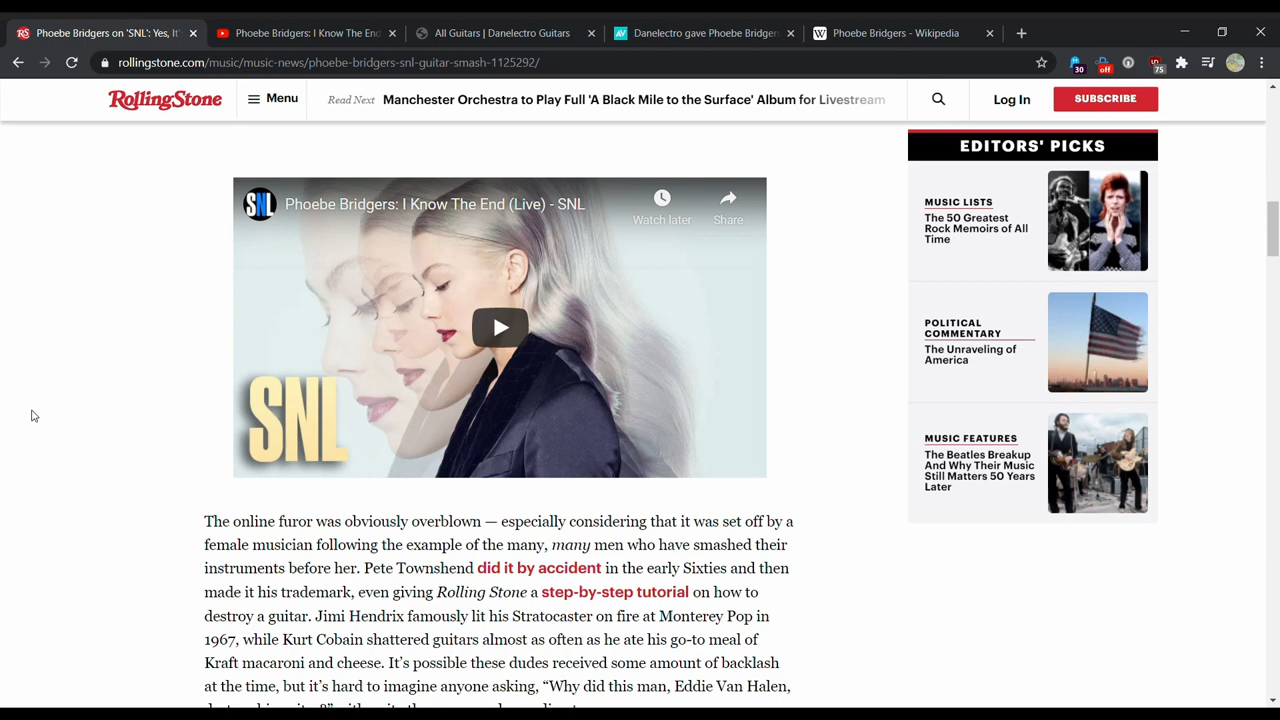 Phoebe Bridgers on 'SNL': Yes, It'
Phoebe Bridgers: I Know The End
All Guitars | Danelectro Guitars
Danelectro gave Phoebe Bridgers
Phoebe Bridgers - Wikipedia
rollingstone.com/music/music-news/phoebe-bridgers-snl-guitar-smash-1125292/
30
off
75
RollingStone
Menu
Read Next Manchester Orchestra to Play Full 'A Black Mile to the Surface' Album for Livestream
Log In
SUBSCRIBE
SNL
Phoebe Bridgers: I Know The End (Live) - SNL
Watch later
Share
SNL
The online furor was obviously overblown — especially considering that it was set off by a
female musician following the example of the many, many men who have smashed their
instruments before her. Pete Townshend did it by accident in the early Sixties and then
made it his trademark, even giving Rolling Stone a step-by-step tutorial on how to
destroy a guitar. Jimi Hendrix famously lit his Stratocaster on fire at Monterey Pop in
1967, while Kurt Cobain shattered guitars almost as often as he ate his go-to meal of
Kraft macaroni and cheese. It's possible these dudes received some amount of backlash
at the time, but it's hard to imagine anyone asking, “Why did this man, Eddie Van Halen,
EDITORS' PICKS
MUSIC LISTS
The 50 Greatest
Rock Memoirs of All
Time
POLITICAL
COMMENTARY
The Unraveling of
America
MUSIC FEATURES
The Beatles Breakup
And Why Their Music
Still Matters 50 Years
Later